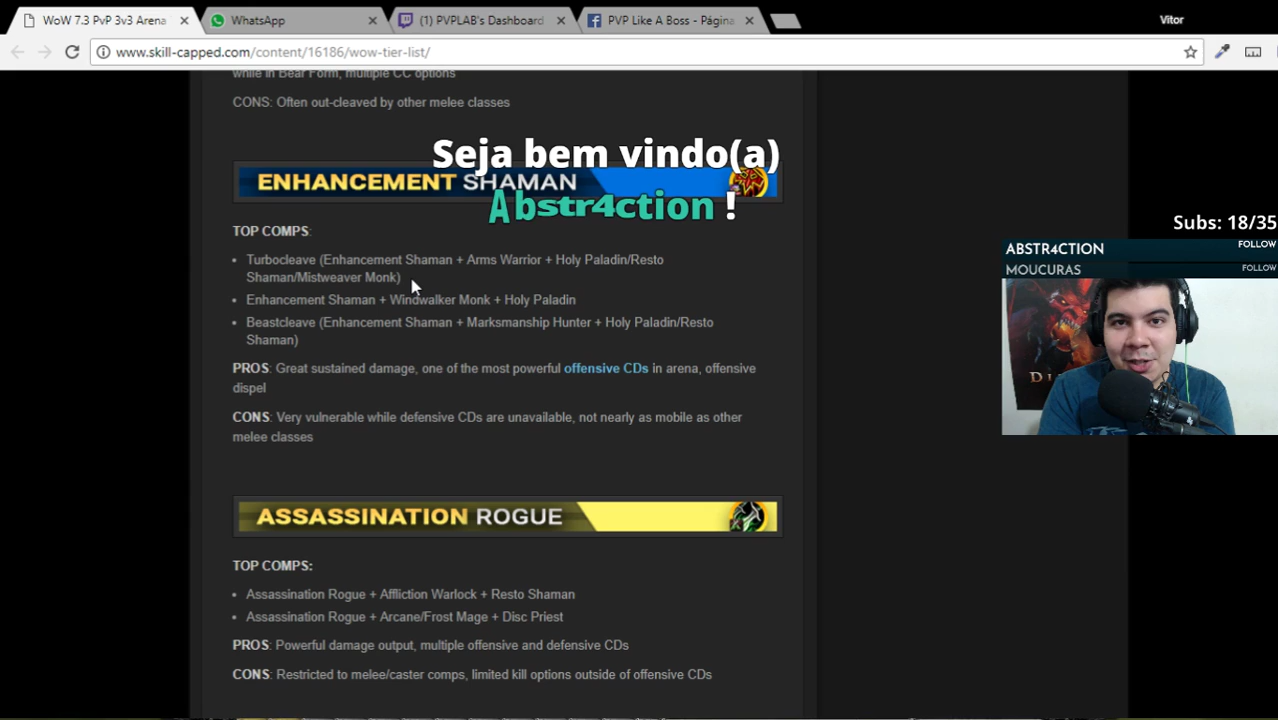 WoW 7.3 PvP 3v3 Arena
WhatsApp
(1) PVPLAB's Dashboard
PVP Like A Boss - Página
Vitor
www.skill-capped.com/content/16186/wow-tier-list/
while in Bear Form, multiple CC options
CONS: Often out-cleaved by other melee classes
Seja bem vindo(a)
ENHANCEMENT SHAMAN
Abstr4ction !
Subs: 18/35
TOP COMPS:
ABSTR4CTION FOLLOW
MOUCURAS FOLLOW
• Turbocleave (Enhancement Shaman + Arms Warrior + Holy Paladin/Resto
Shaman/Mistweaver Monk)
• Enhancement Shaman + Windwalker Monk + Holy Paladin
• Beastcleave (Enhancement Shaman + Marksmanship Hunter + Holy Paladin/Resto
Shaman)
PROS: Great sustained damage, one of the most powerful offensive CDs in arena, offensive
dispel
CONS: Very vulnerable while defensive CDs are unavailable, not nearly as mobile as other
melee classes
ASSASSINATION ROGUE
TOP COMPS:
• Assassination Rogue + Affliction Warlock + Resto Shaman
• Assassination Rogue + Arcane/Frost Mage + Disc Priest
PROS: Powerful damage output, multiple offensive and defensive CDs
CONS: Restricted to melee/caster comps, limited kill options outside of offensive CDs